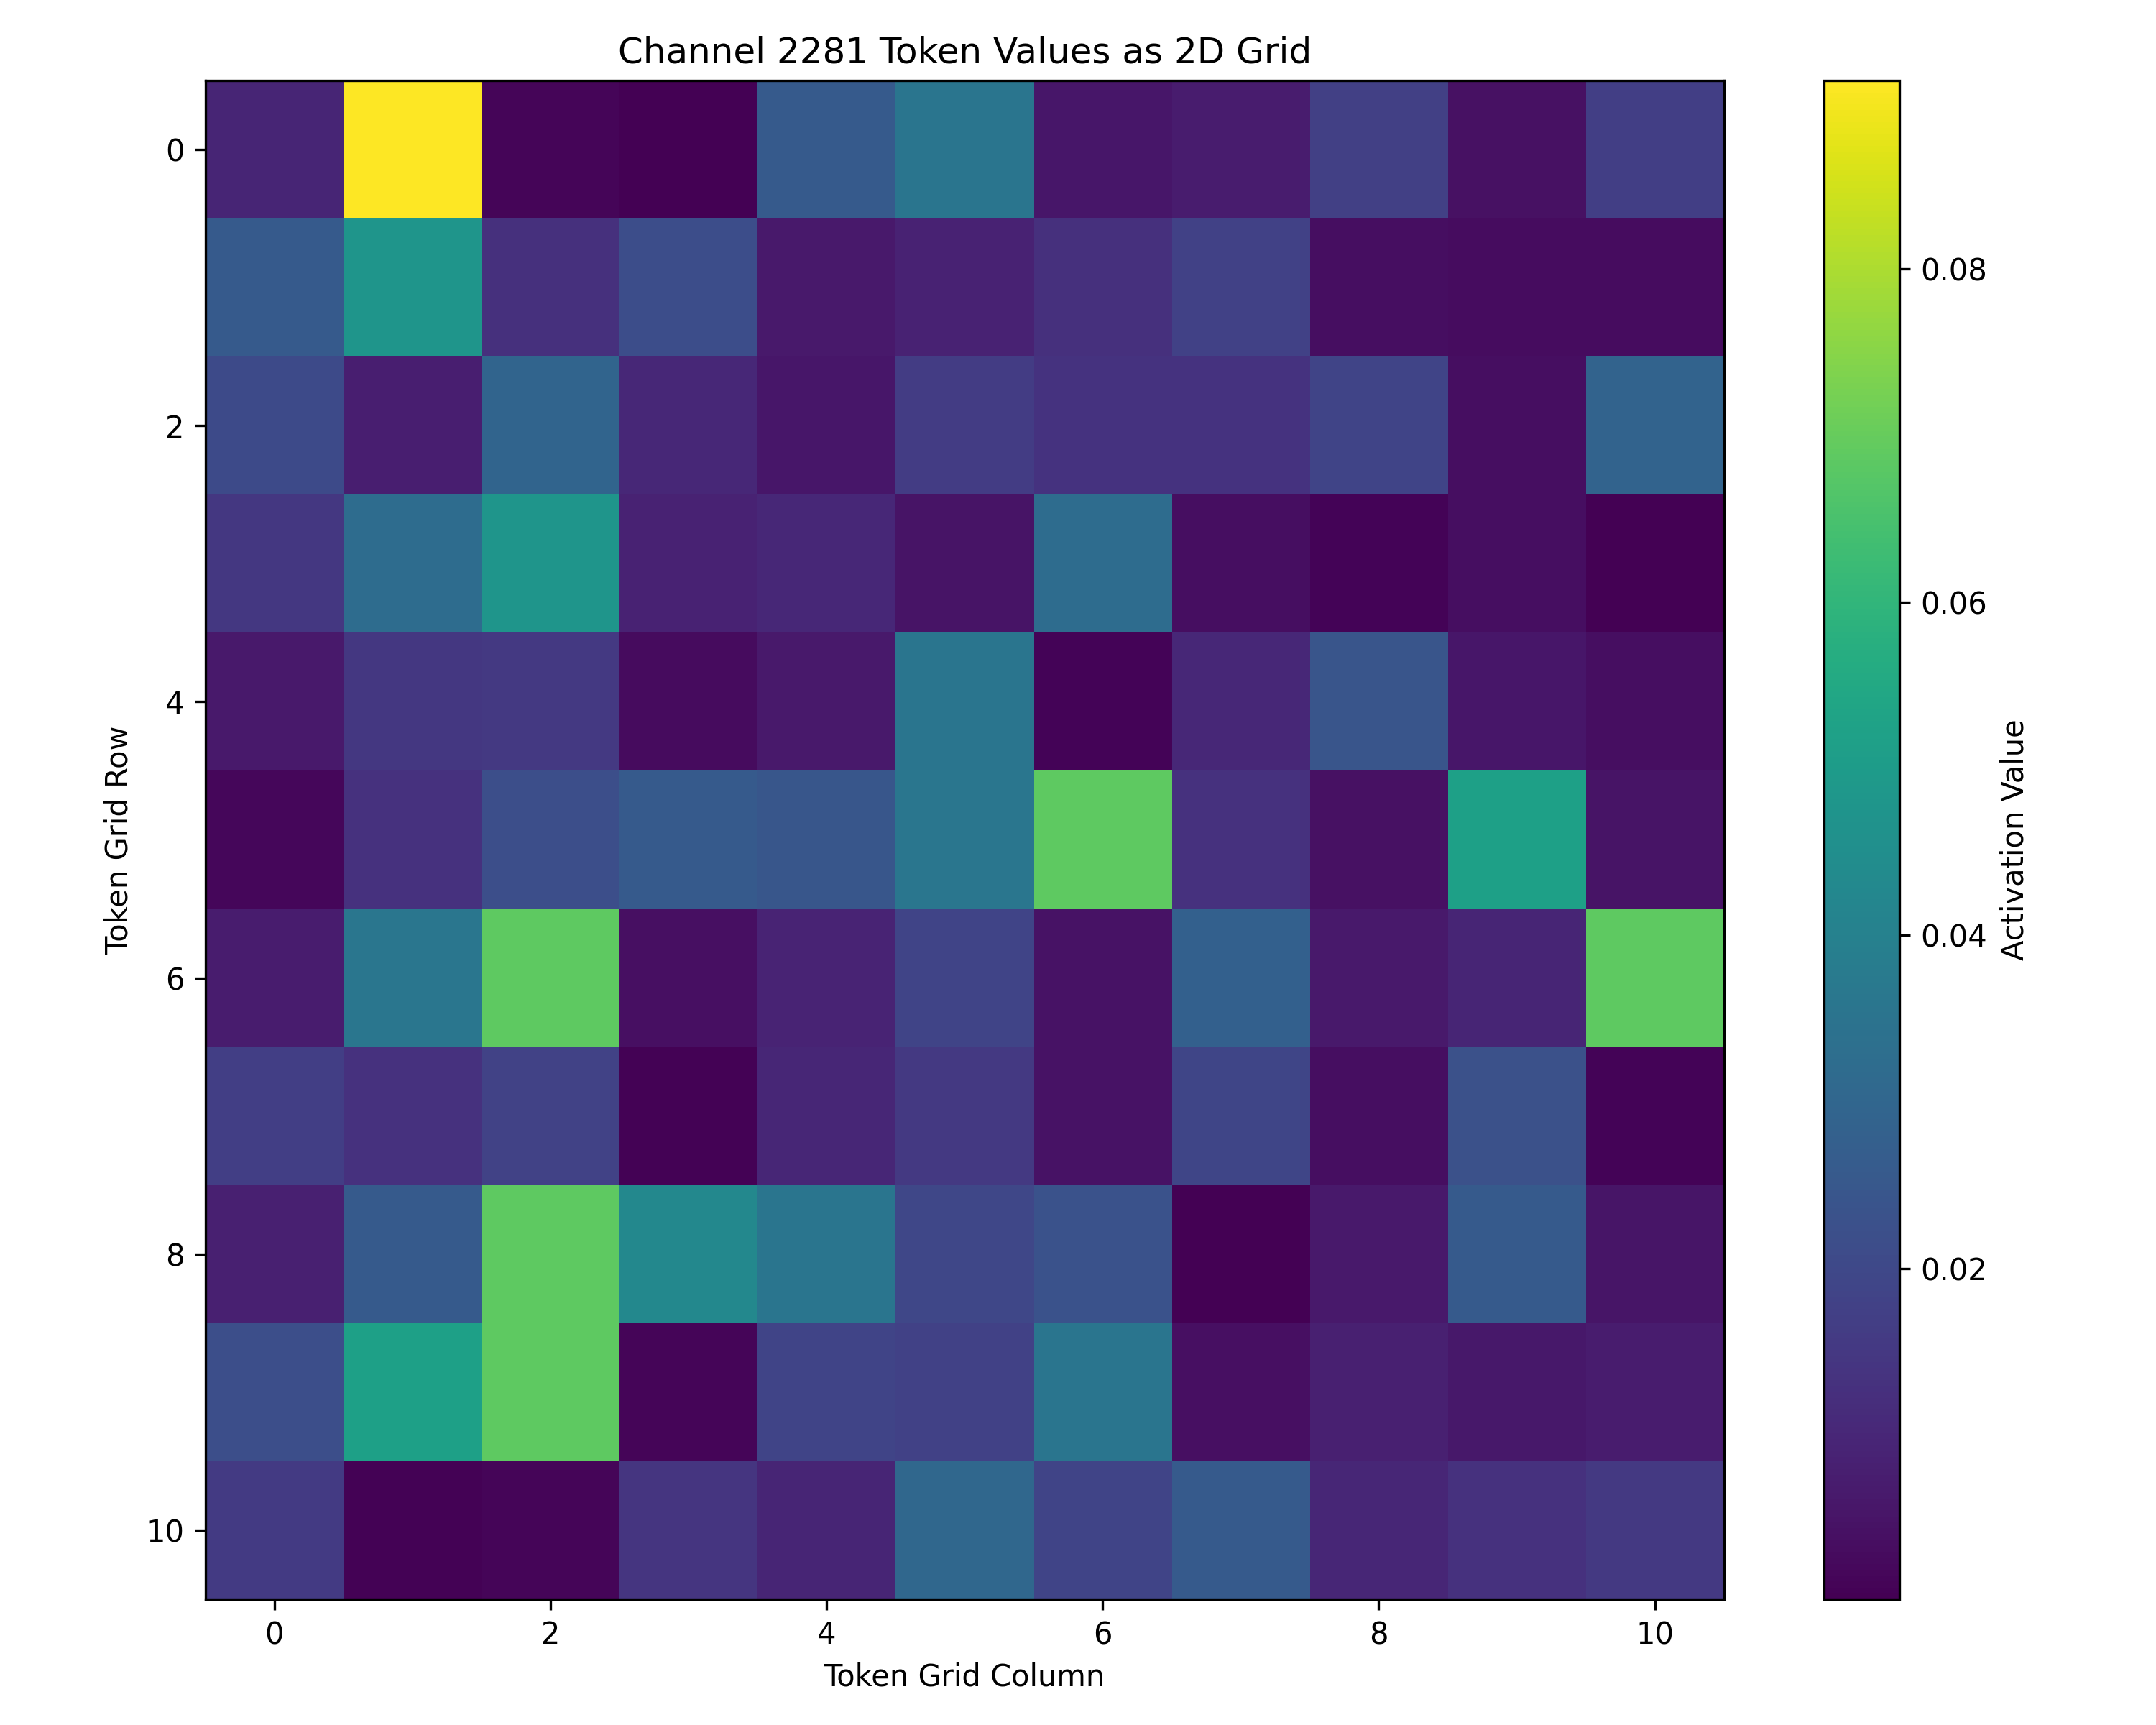 Channel 2281 Token Values as 2D Grid
0
2
4
6
8
10
Token Grid Row
0 2 4 6 8 10
Token Grid Column
0.08
0.06
0.04
0.02
Activation Value